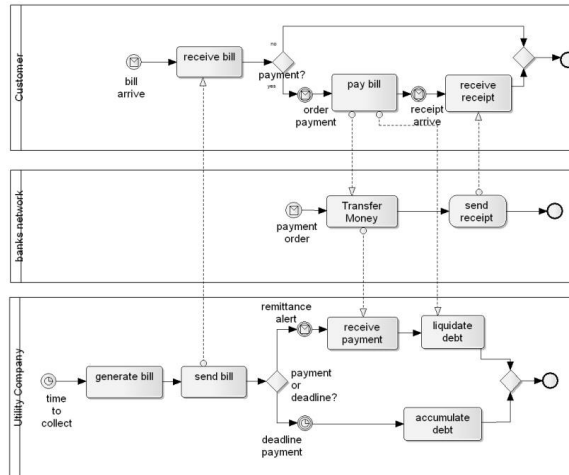 Customer
bill
arrive
receive bill
no
payment?
yes
order
payment
pay bill
receipt
arrive
receive
receipt
banks network
payment
order
Transfer
Money
send
receipt
Utility Company
time
to
collect
generate bill
send bill
payment
or
deadline?
remittance
alert
receive
payment
liquidate
debt
deadline
payment
accumulate
debt